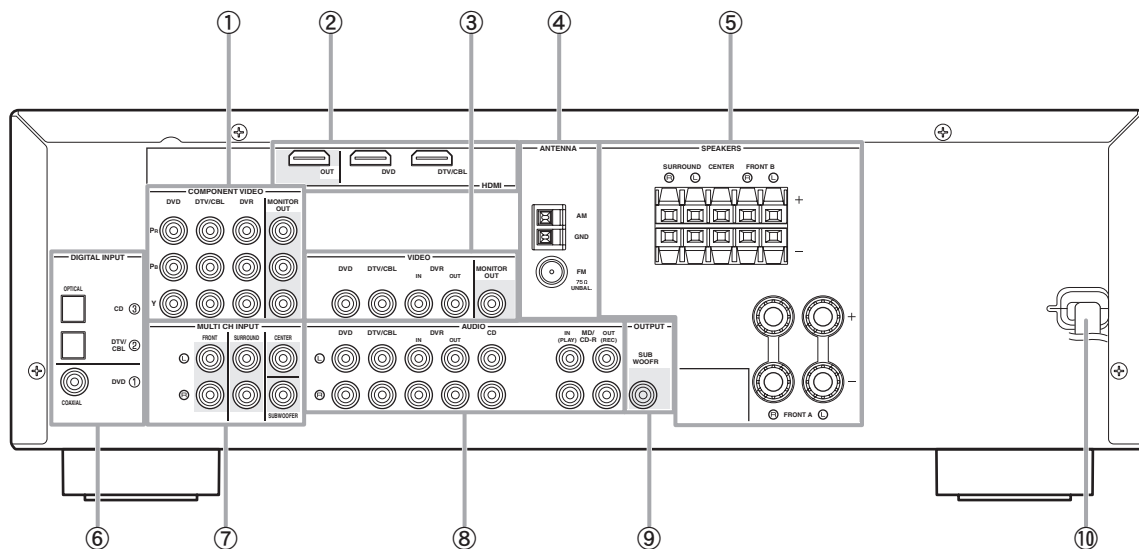 ① ② ③ ④ ⑤
ANTENNA
SPEAKERS
SURROUND CENTER FRONT B
Ⓡ Ⓛ Ⓡ Ⓛ
OUT DVD DTV/CBL
HDMI
COMPONENT VIDEO
DVD DTV/CBL DVR MONITOR OUT
PR
PB
Y
AM
GND
FM
75Ω
UNBAL.
+
−
VIDEO
DVD DTV/CBL DVR MONITOR OUT
IN OUT
DIGITAL INPUT
OPTICAL
CD ③
DTV/
CBL ②
DVD ①
COAXIAL
MULTI CH INPUT
FRONT SURROUND CENTER
Ⓛ
Ⓡ
SUBWOOFER
AUDIO
DVD DTV/CBL DVR CD
IN OUT
IN (PLAY) MD/ CD-R OUT (REC)
Ⓛ
Ⓡ
OUTPUT
SUB
WOOFR
+
−
Ⓡ FRONT A Ⓛ
⑥ ⑦ ⑧ ⑨ ⑩